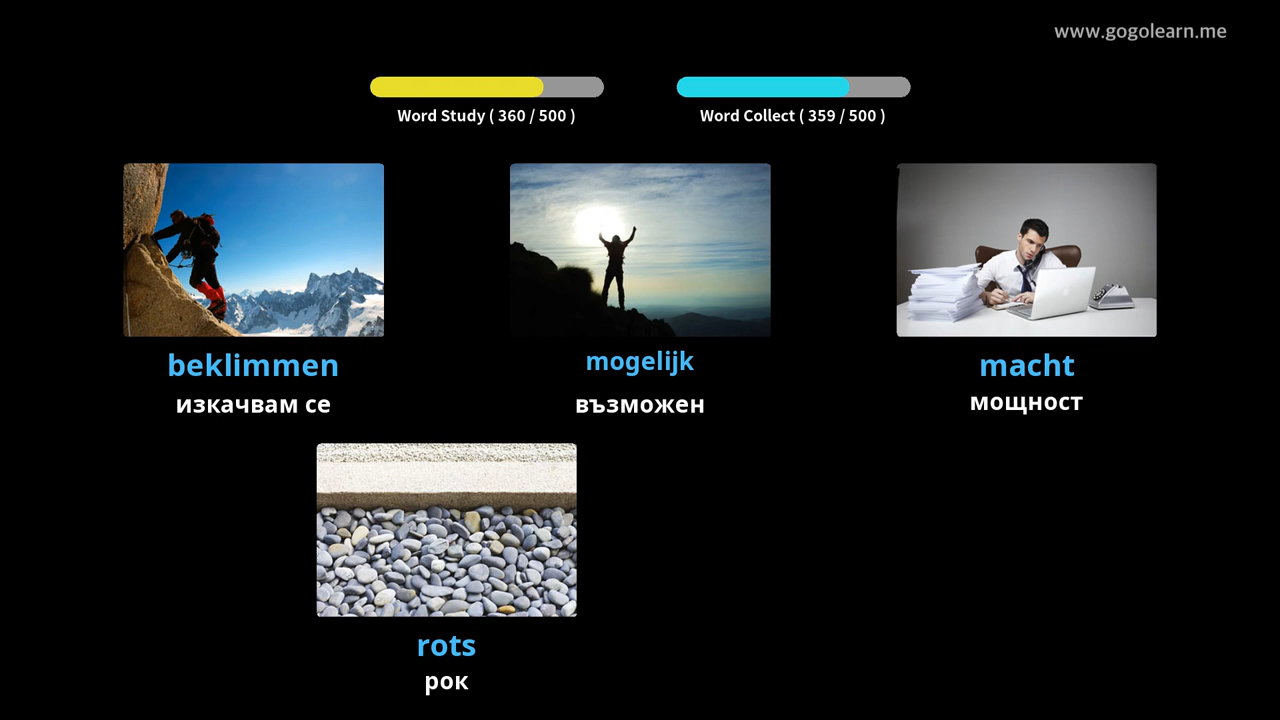 www.gogolearn.me
Word Study ( 360 / 500 )
Word Collect ( 359 / 500 )
beklimmen
изкачвам се
mogelijk
възможен
macht
мощност
rots
рок